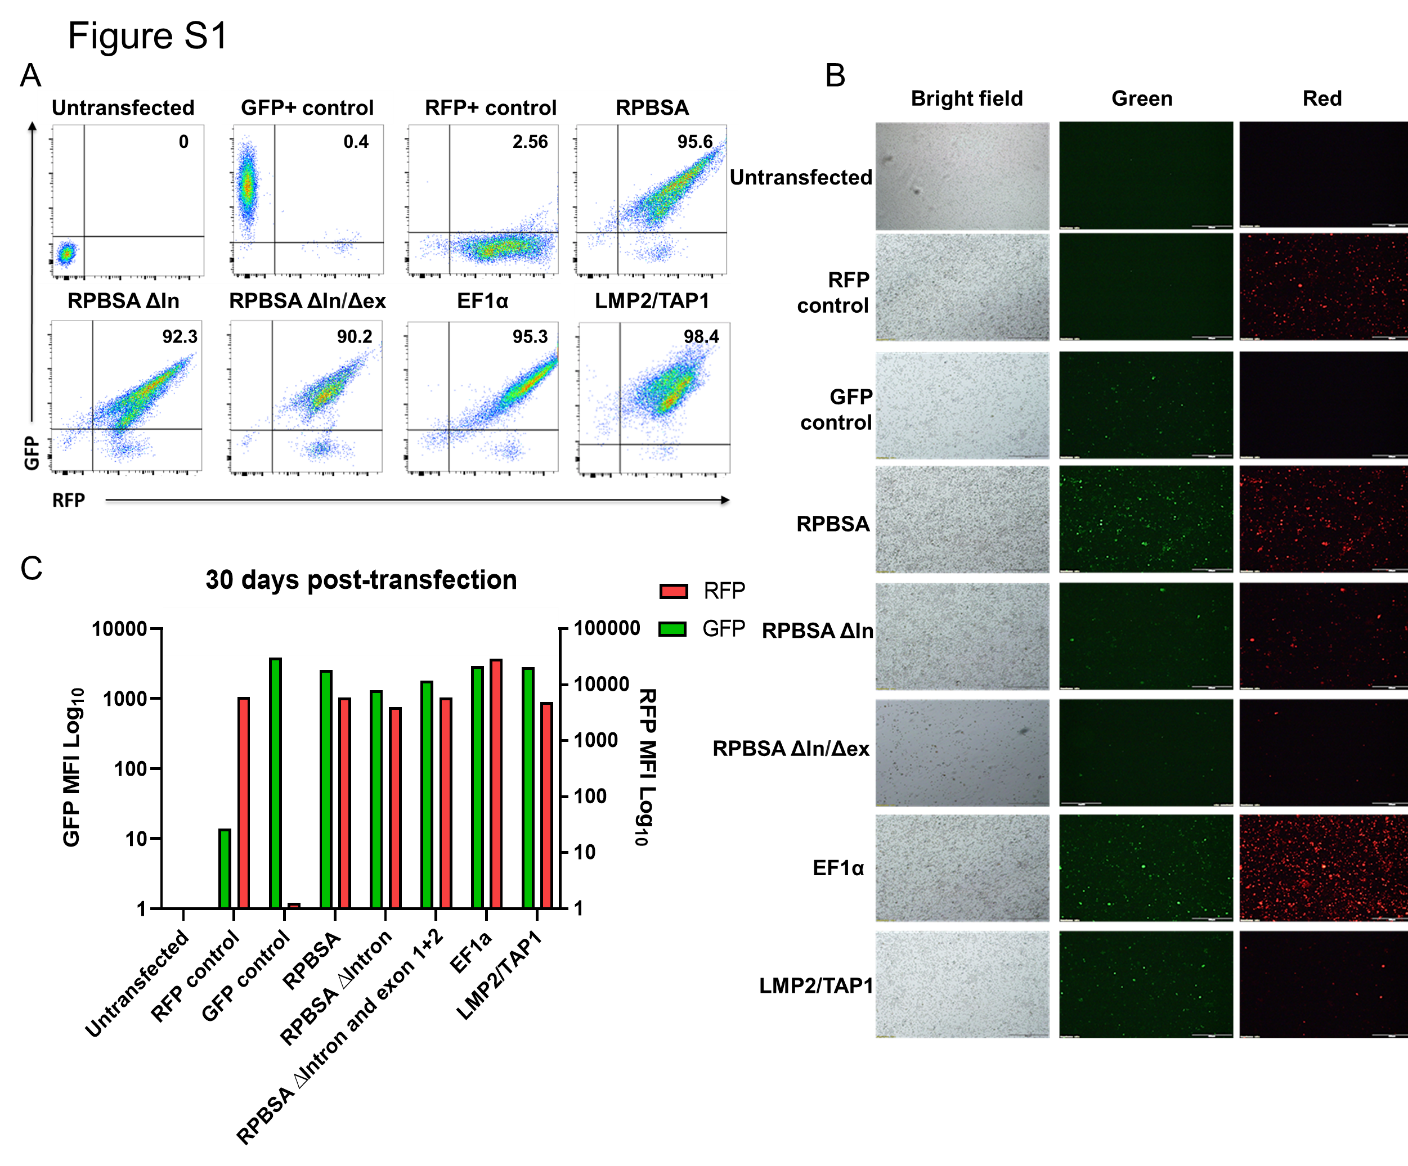 Figure S1
A
Untransfected
GFP+ control
RFP+ control
RPBSA
0
0.4
2.56
95.6
RPBSA ΔIn
RPBSA ΔIn/Δex
EF1α
LMP2/TAP1
92.3
90.2
95.3
98.4
GFP
RFP
B
Bright field
Green
Red
Untransfected
RFP
control
GFP
control
RPBSA
RPBSA ΔIn
RPBSA ΔIn/Δex
EF1α
LMP2/TAP1
C
30 days post-transfection
RFP
GFP
GFP MFI Log10
10000
1000
100
10
1
RFP MFI Log10
100000
10000
1000
100
10
1
Untransfected
RFP control
GFP control
RPBSA
RPBSA ΔIntron
RPBSA ΔIntron and exon 1+2
EF1a
LMP2/TAP1